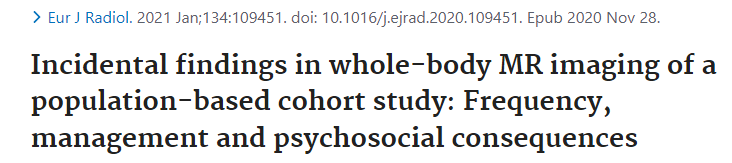 > Eur J Radiol. 2021 Jan;134:109451. doi: 10.1016/j.ejrad.2020.109451. Epub 2020 Nov 28.
Incidental findings in whole-body MR imaging of a
population-based cohort study: Frequency,
management and psychosocial consequences